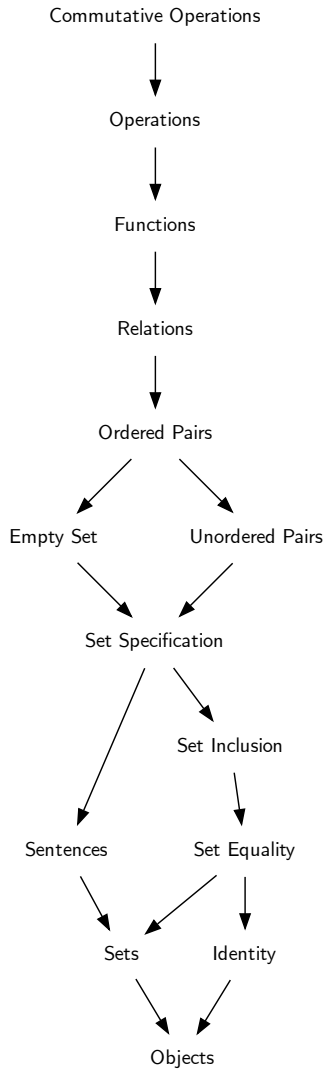 Commutative Operations
Operations
Functions
Relations
Ordered Pairs
Empty Set
Unordered Pairs
Set Specification
Set Inclusion
Sentences
Set Equality
Sets
Identity
Objects